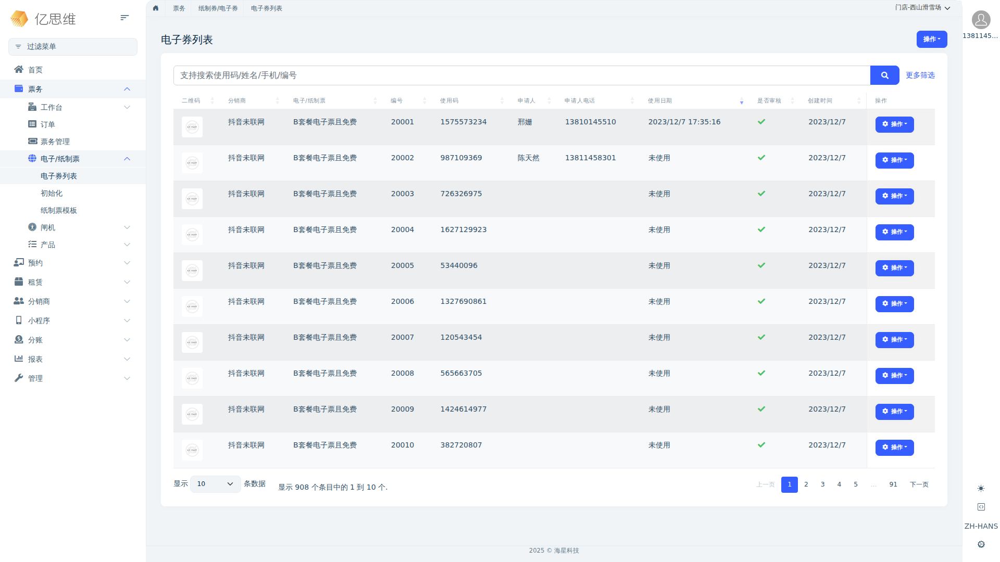 亿思维
过滤菜单
首页
票务
工作台
订单
票务管理
电子/纸制票
电子券列表
初始化
纸制票模板
闸机
产品
预约
租赁
分销商
小程序
分账
报表
管理
票务 纸制券/电子券 电子券列表
门店-西山滑雪场
1381145...
电子券列表
操作
支持搜索使用码/姓名/手机/编号
更多筛选
二维码 分销商 电子/纸制票 编号 使用码 申请人 申请人电话 使用日期 是否审核 创建时间 操作
抖音未联网 B套餐电子票且免费 20001 1575573234 邢姗 13810145510 2023/12/7 17:35:16 2023/12/7 操作
抖音未联网 B套餐电子票且免费 20002 987109369 陈天然 13811458301 未使用 2023/12/7 操作
抖音未联网 B套餐电子票且免费 20003 726326975 未使用 2023/12/7 操作
抖音未联网 B套餐电子票且免费 20004 1627129923 未使用 2023/12/7 操作
抖音未联网 B套餐电子票且免费 20005 53440096 未使用 2023/12/7 操作
抖音未联网 B套餐电子票且免费 20006 1327690861 未使用 2023/12/7 操作
抖音未联网 B套餐电子票且免费 20007 120543454 未使用 2023/12/7 操作
抖音未联网 B套餐电子票且免费 20008 565663705 未使用 2023/12/7 操作
抖音未联网 B套餐电子票且免费 20009 1424614977 未使用 2023/12/7 操作
抖音未联网 B套餐电子票且免费 20010 382720807 未使用 2023/12/7 操作
显示 10 条数据 显示 908 个条目中的 1 到 10 个.
上一页 1 2 3 4 5 … 91 下一页
ZH-HANS
2025 © 海星科技